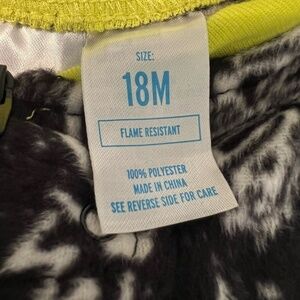 SIZE:
18M
FLAME RESISTANT
100% POLYESTER
MADE IN CHINA
SEE REVERSE SIDE FOR CARE